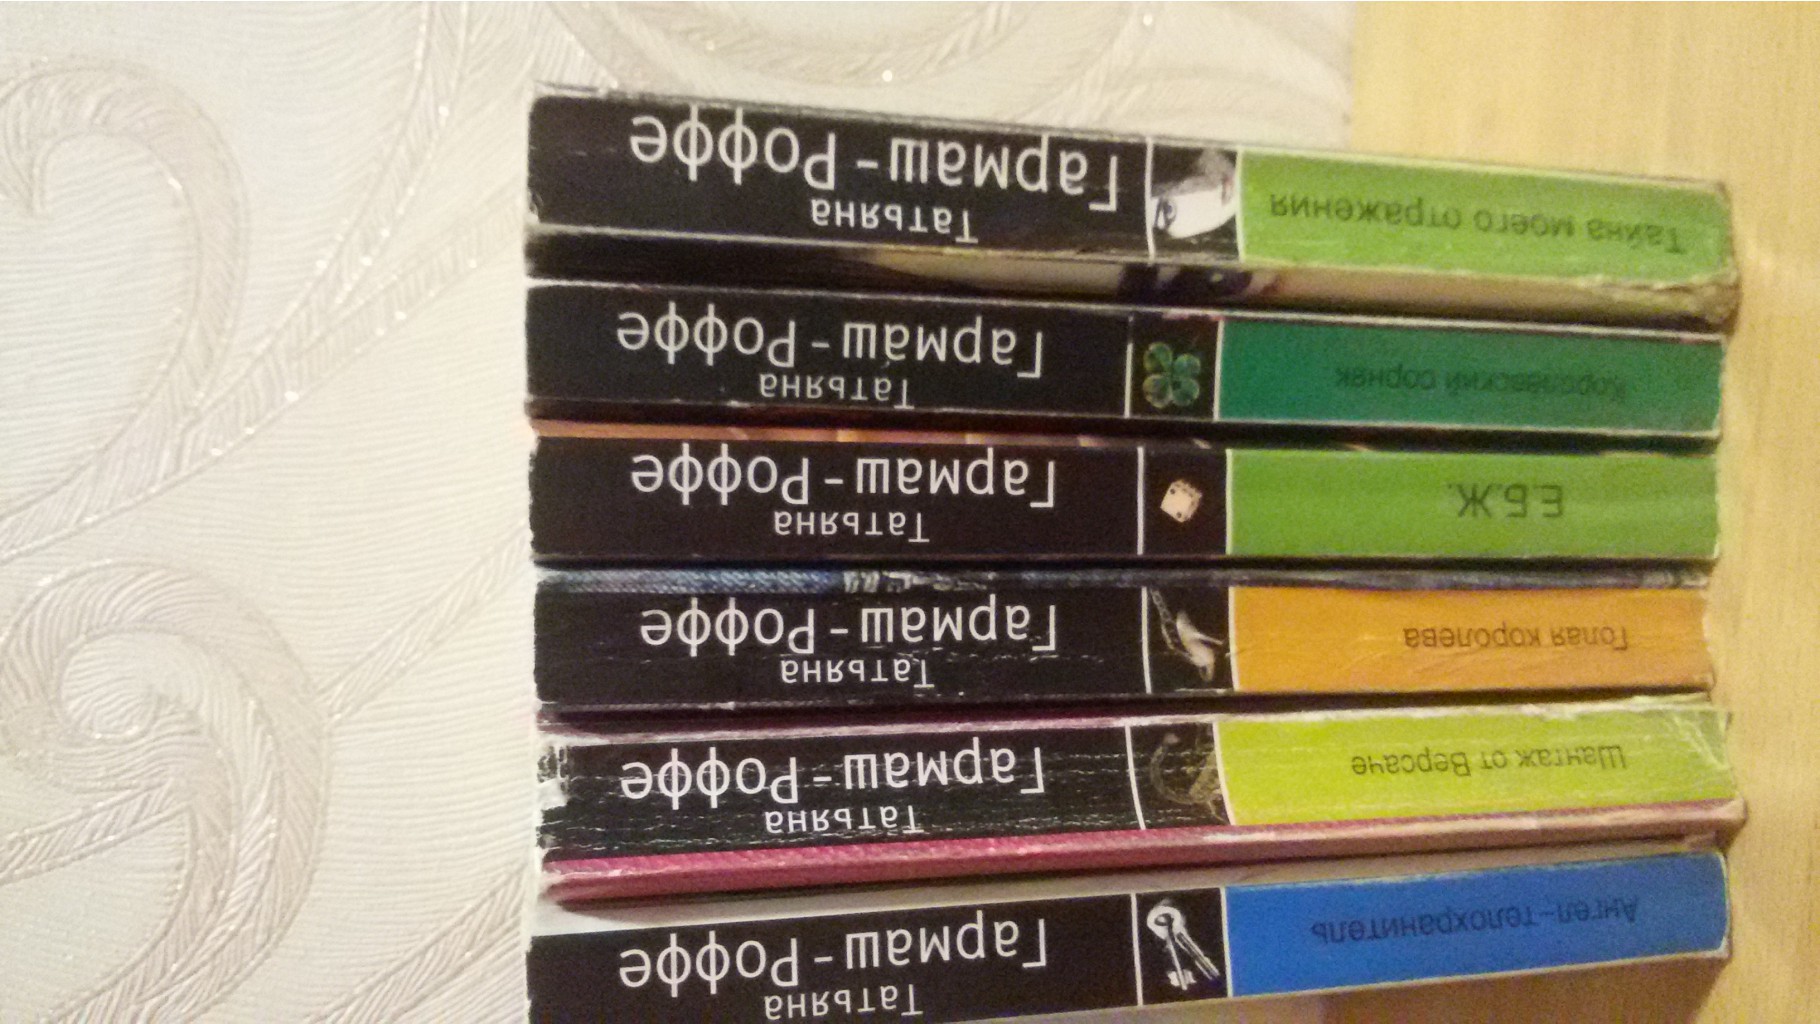 Татьяна
Гармаш-Роффе
Ангел-телохранитель
Татьяна
Гармаш-Роффе
Шантаж от Версаче
Татьяна
Гармаш-Роффе
Голая королева
Татьяна
Гармаш-Роффе
Е.Б.Ж.
Татьяна
Гармаш-Роффе
Королевский сорняк
Татьяна
Гармаш-Роффе
Тайна моего отражения